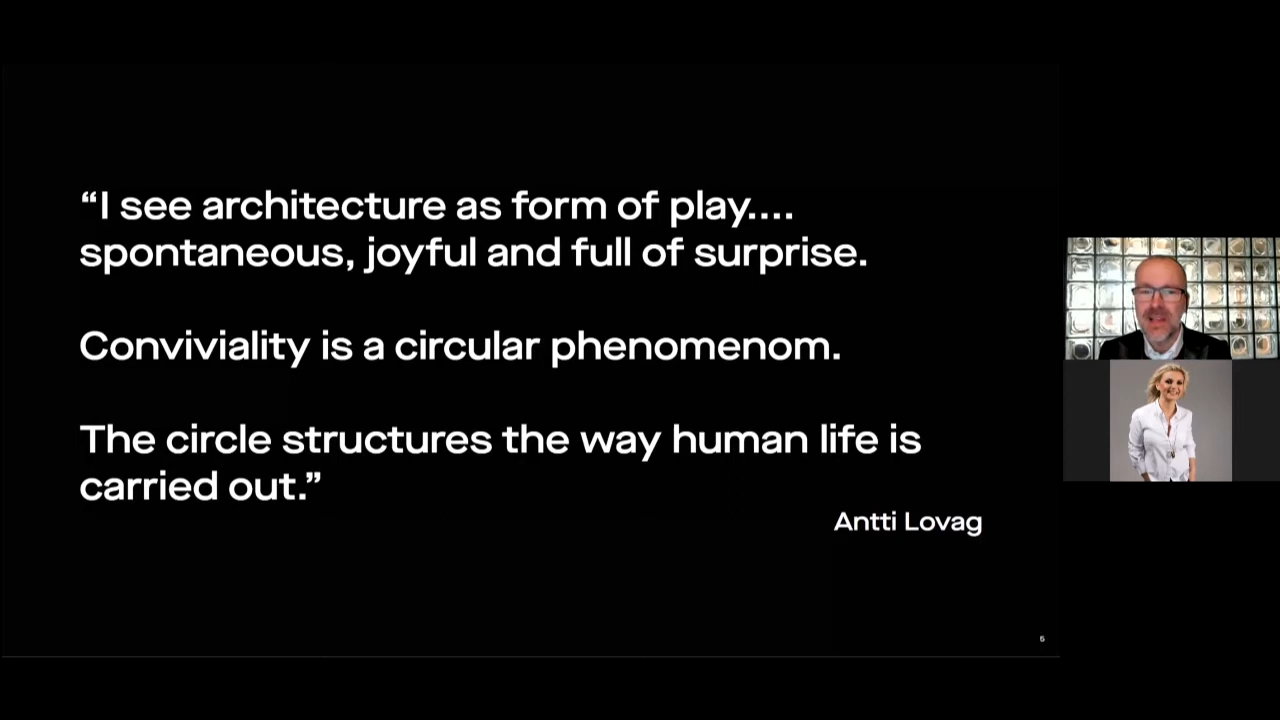 “I see architecture as form of play....
spontaneous, joyful and full of surprise.
Conviviality is a circular phenomenom.
The circle structures the way human life is
carried out.”
Antti Lovag
5